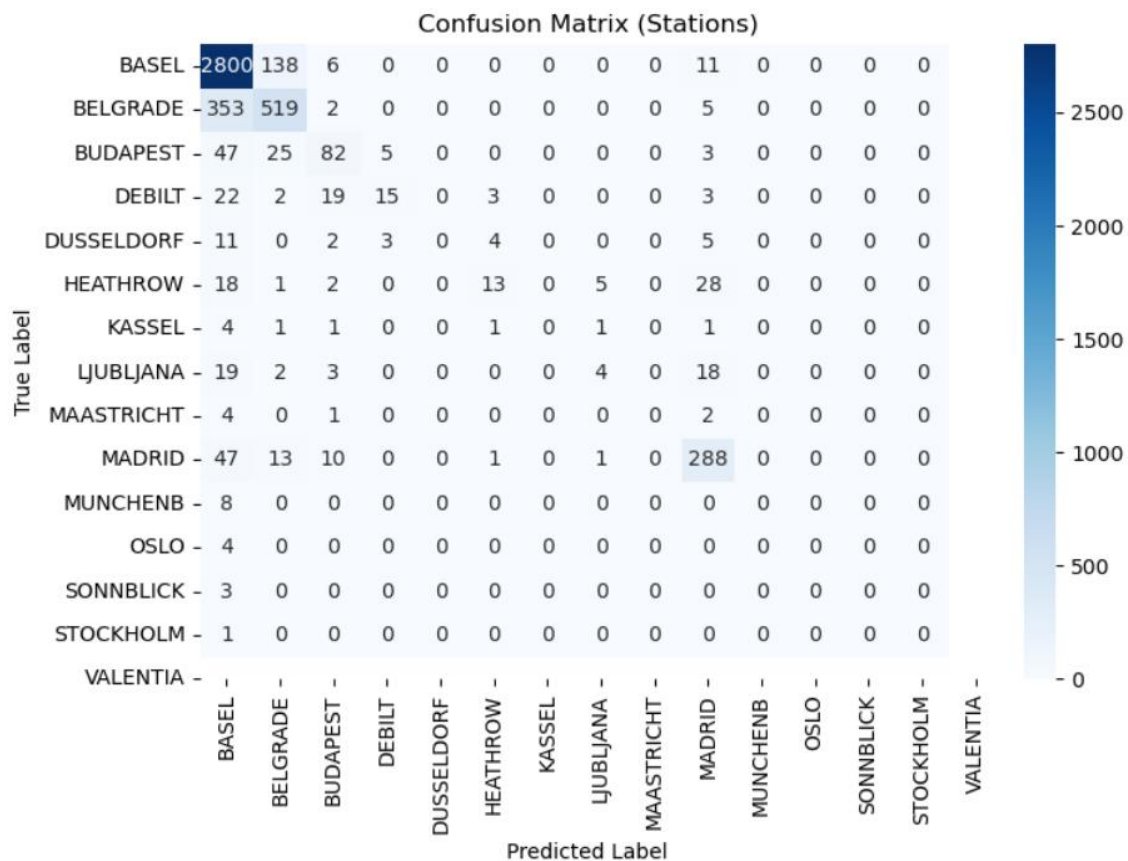 Confusion Matrix (Stations)
BASEL 2800 138 6 0 0 0 0 0 0 11 0 0 0 0
BELGRADE 353 519 2 0 0 0 0 0 0 5 0 0 0 0
BUDAPEST 47 25 82 5 0 0 0 0 0 3 0 0 0 0
DEBILT 22 2 19 15 0 3 0 0 0 3 0 0 0 0
DUSSELDORF 11 0 2 3 0 4 0 0 0 5 0 0 0 0
HEATHROW 18 1 2 0 0 13 0 5 0 28 0 0 0 0
KASSEL 4 1 1 0 0 1 0 1 0 1 0 0 0 0
LJUBLJANA 19 2 3 0 0 0 0 4 0 18 0 0 0 0
MAASTRICHT 4 0 1 0 0 0 0 0 0 2 0 0 0 0
MADRID 47 13 10 0 0 1 0 1 0 288 0 0 0 0
MUNCHENB 8 0 0 0 0 0 0 0 0 0 0 0 0 0
OSLO 4 0 0 0 0 0 0 0 0 0 0 0 0 0
SONNBLICK 3 0 0 0 0 0 0 0 0 0 0 0 0 0
STOCKHOLM 1 0 0 0 0 0 0 0 0 0 0 0 0 0
VALENTIA
True Label
BASEL BELGRADE BUDAPEST DEBILT DUSSELDORF HEATHROW KASSEL LJUBLJANA MAASTRICHT MADRID MUNCHENB OSLO SONNBLICK STOCKHOLM VALENTIA
Predicted Label
2500
2000
1500
1000
500
0